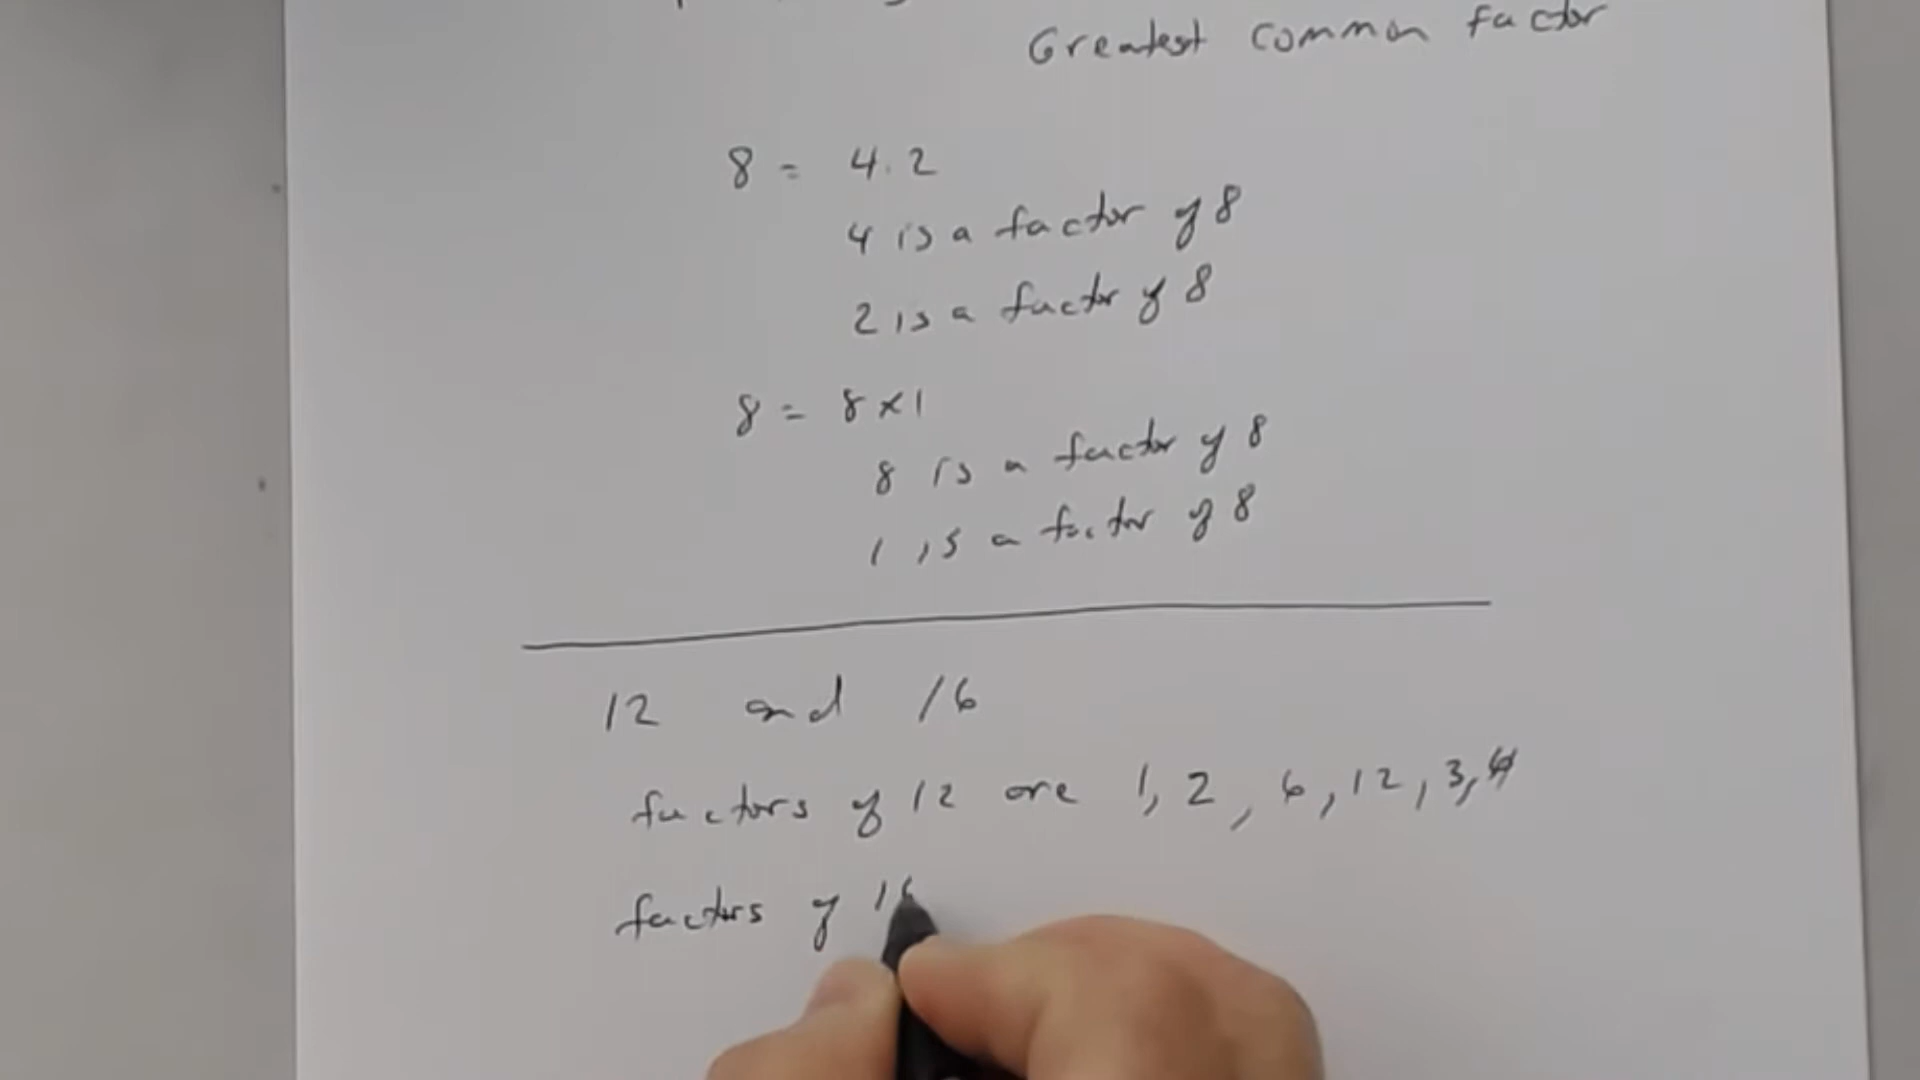 Greatest common factor
8 = 4.2
4 is a factor of 8
2 is a factor of 8
8 = 8 × 1
8 is a factor of 8
1 is a factor of 8
12 and 16
factors of 12 are 1, 2, 6, 12, 3, 4
factors of 16